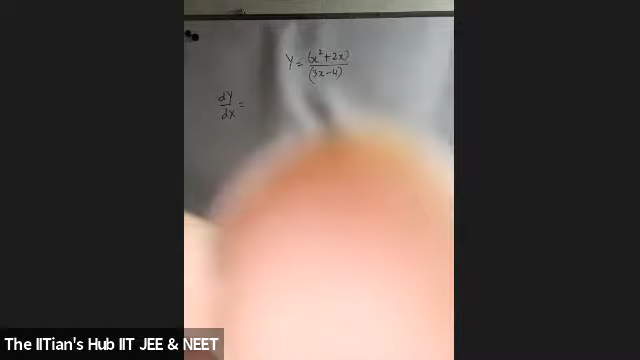 Y = (x² + 2x) / (3x - 4)
dY/dx =
The IITian's Hub IIT JEE & NEET